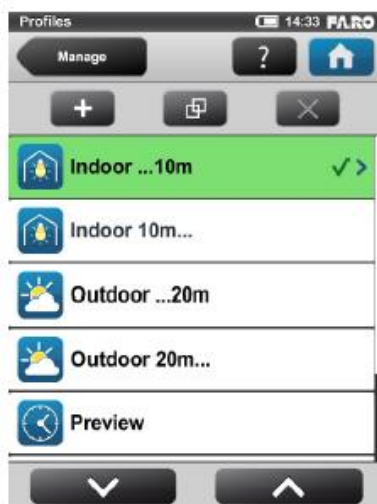 Profiles 14:33 FARO
Manage ?
+
Indoor ...10m
Indoor 10m...
Outdoor ...20m
Outdoor 20m...
Preview